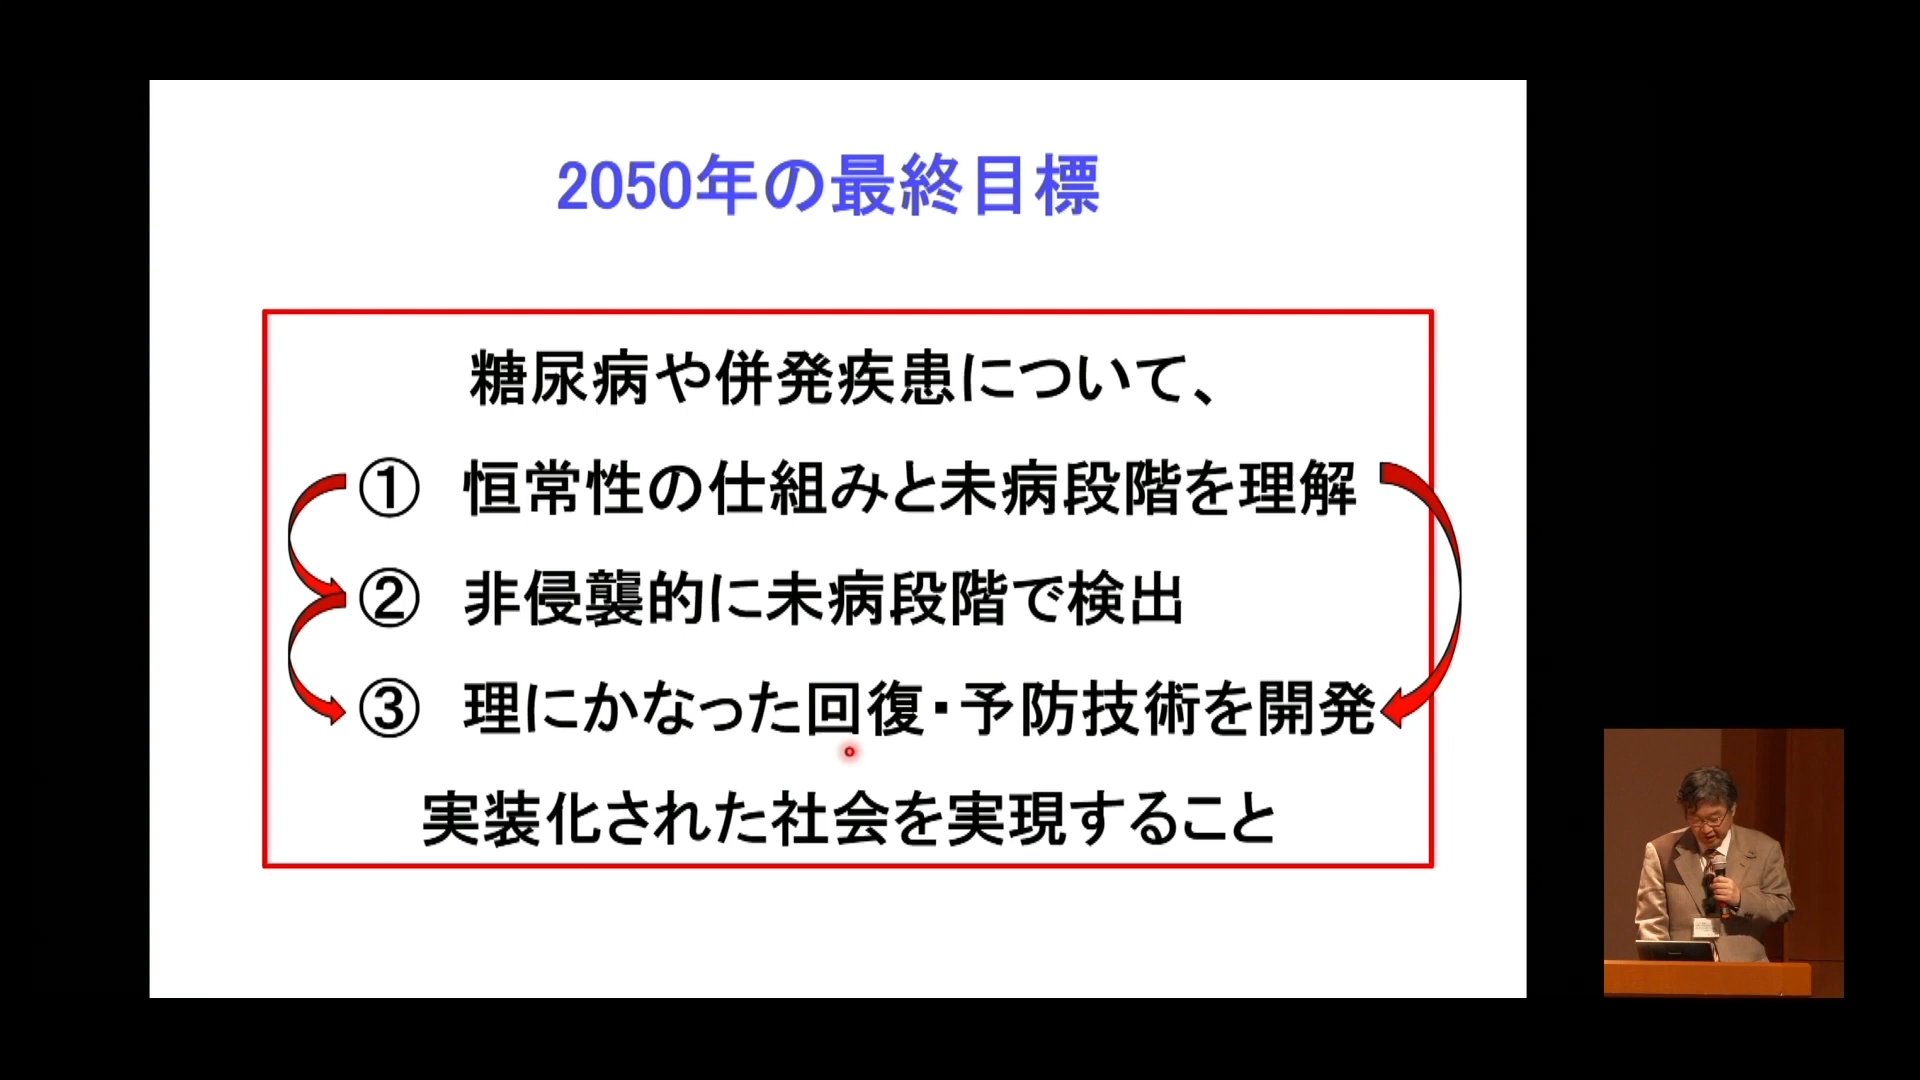 2050年の最終目標
糖尿病や併発疾患について、
① 恒常性の仕組みと未病段階を理解
② 非侵襲的に未病段階で検出
③ 理にかなった回復・予防技術を開発
実装化された社会を実現すること